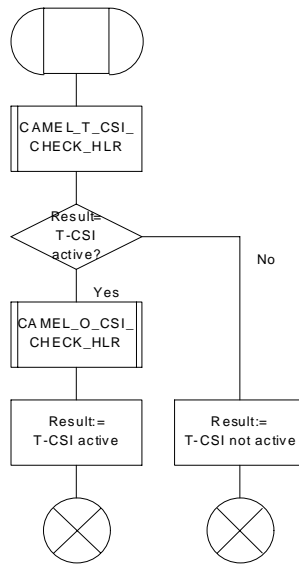 CAMEL_T_CSI_
CHECK_HLR
Result=
T-CSI
active?
No
Yes
CAMEL_O_CSI_
CHECK_HLR
Result:=
T-CSI active
Result:=
T-CSI not active